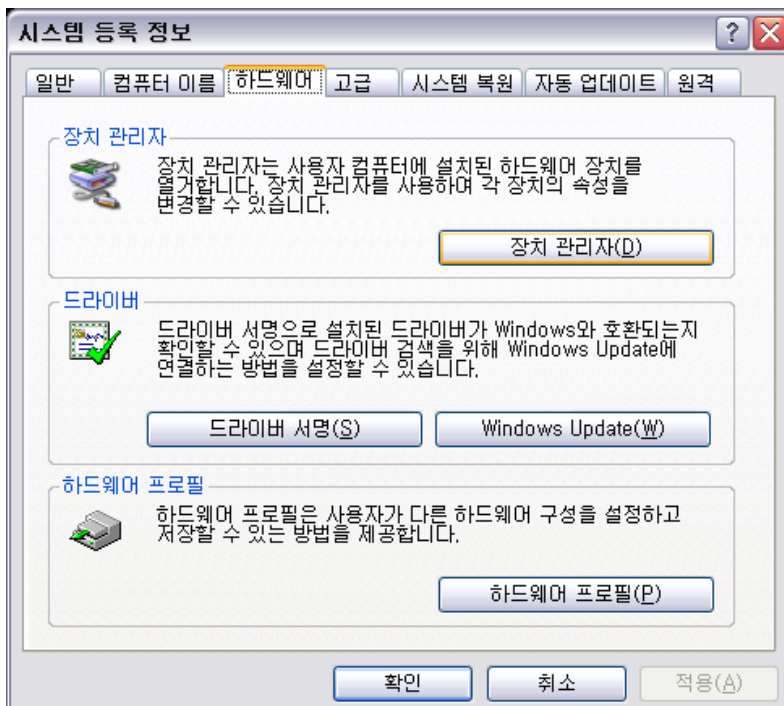 시스템 등록 정보
일반 컴퓨터 이름 하드웨어 고급 시스템 복원 자동 업데이트 원격
장치 관리자
장치 관리자는 사용자 컴퓨터에 설치된 하드웨어 장치를
열거합니다. 장치 관리자를 사용하여 각 장치의 속성을
변경할 수 있습니다.
장치 관리자(D)
드라이버
드라이버 서명으로 설치된 드라이버가 Windows와 호환되는지
확인할 수 있으며 드라이버 검색을 위해 Windows Update에
연결하는 방법을 설정할 수 있습니다.
드라이버 서명(S) Windows Update(W)
하드웨어 프로필
하드웨어 프로필은 사용자가 다른 하드웨어 구성을 설정하고
저장할 수 있는 방법을 제공합니다.
하드웨어 프로필(P)
확인 취소 적용(A)